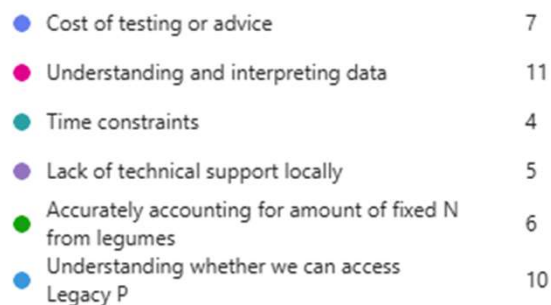 Cost of testing or advice 7
Understanding and interpreting data 11
Time constraints 4
Lack of technical support locally 5
Accurately accounting for amount of fixed N
from legumes 6
Understanding whether we can access
Legacy P 10